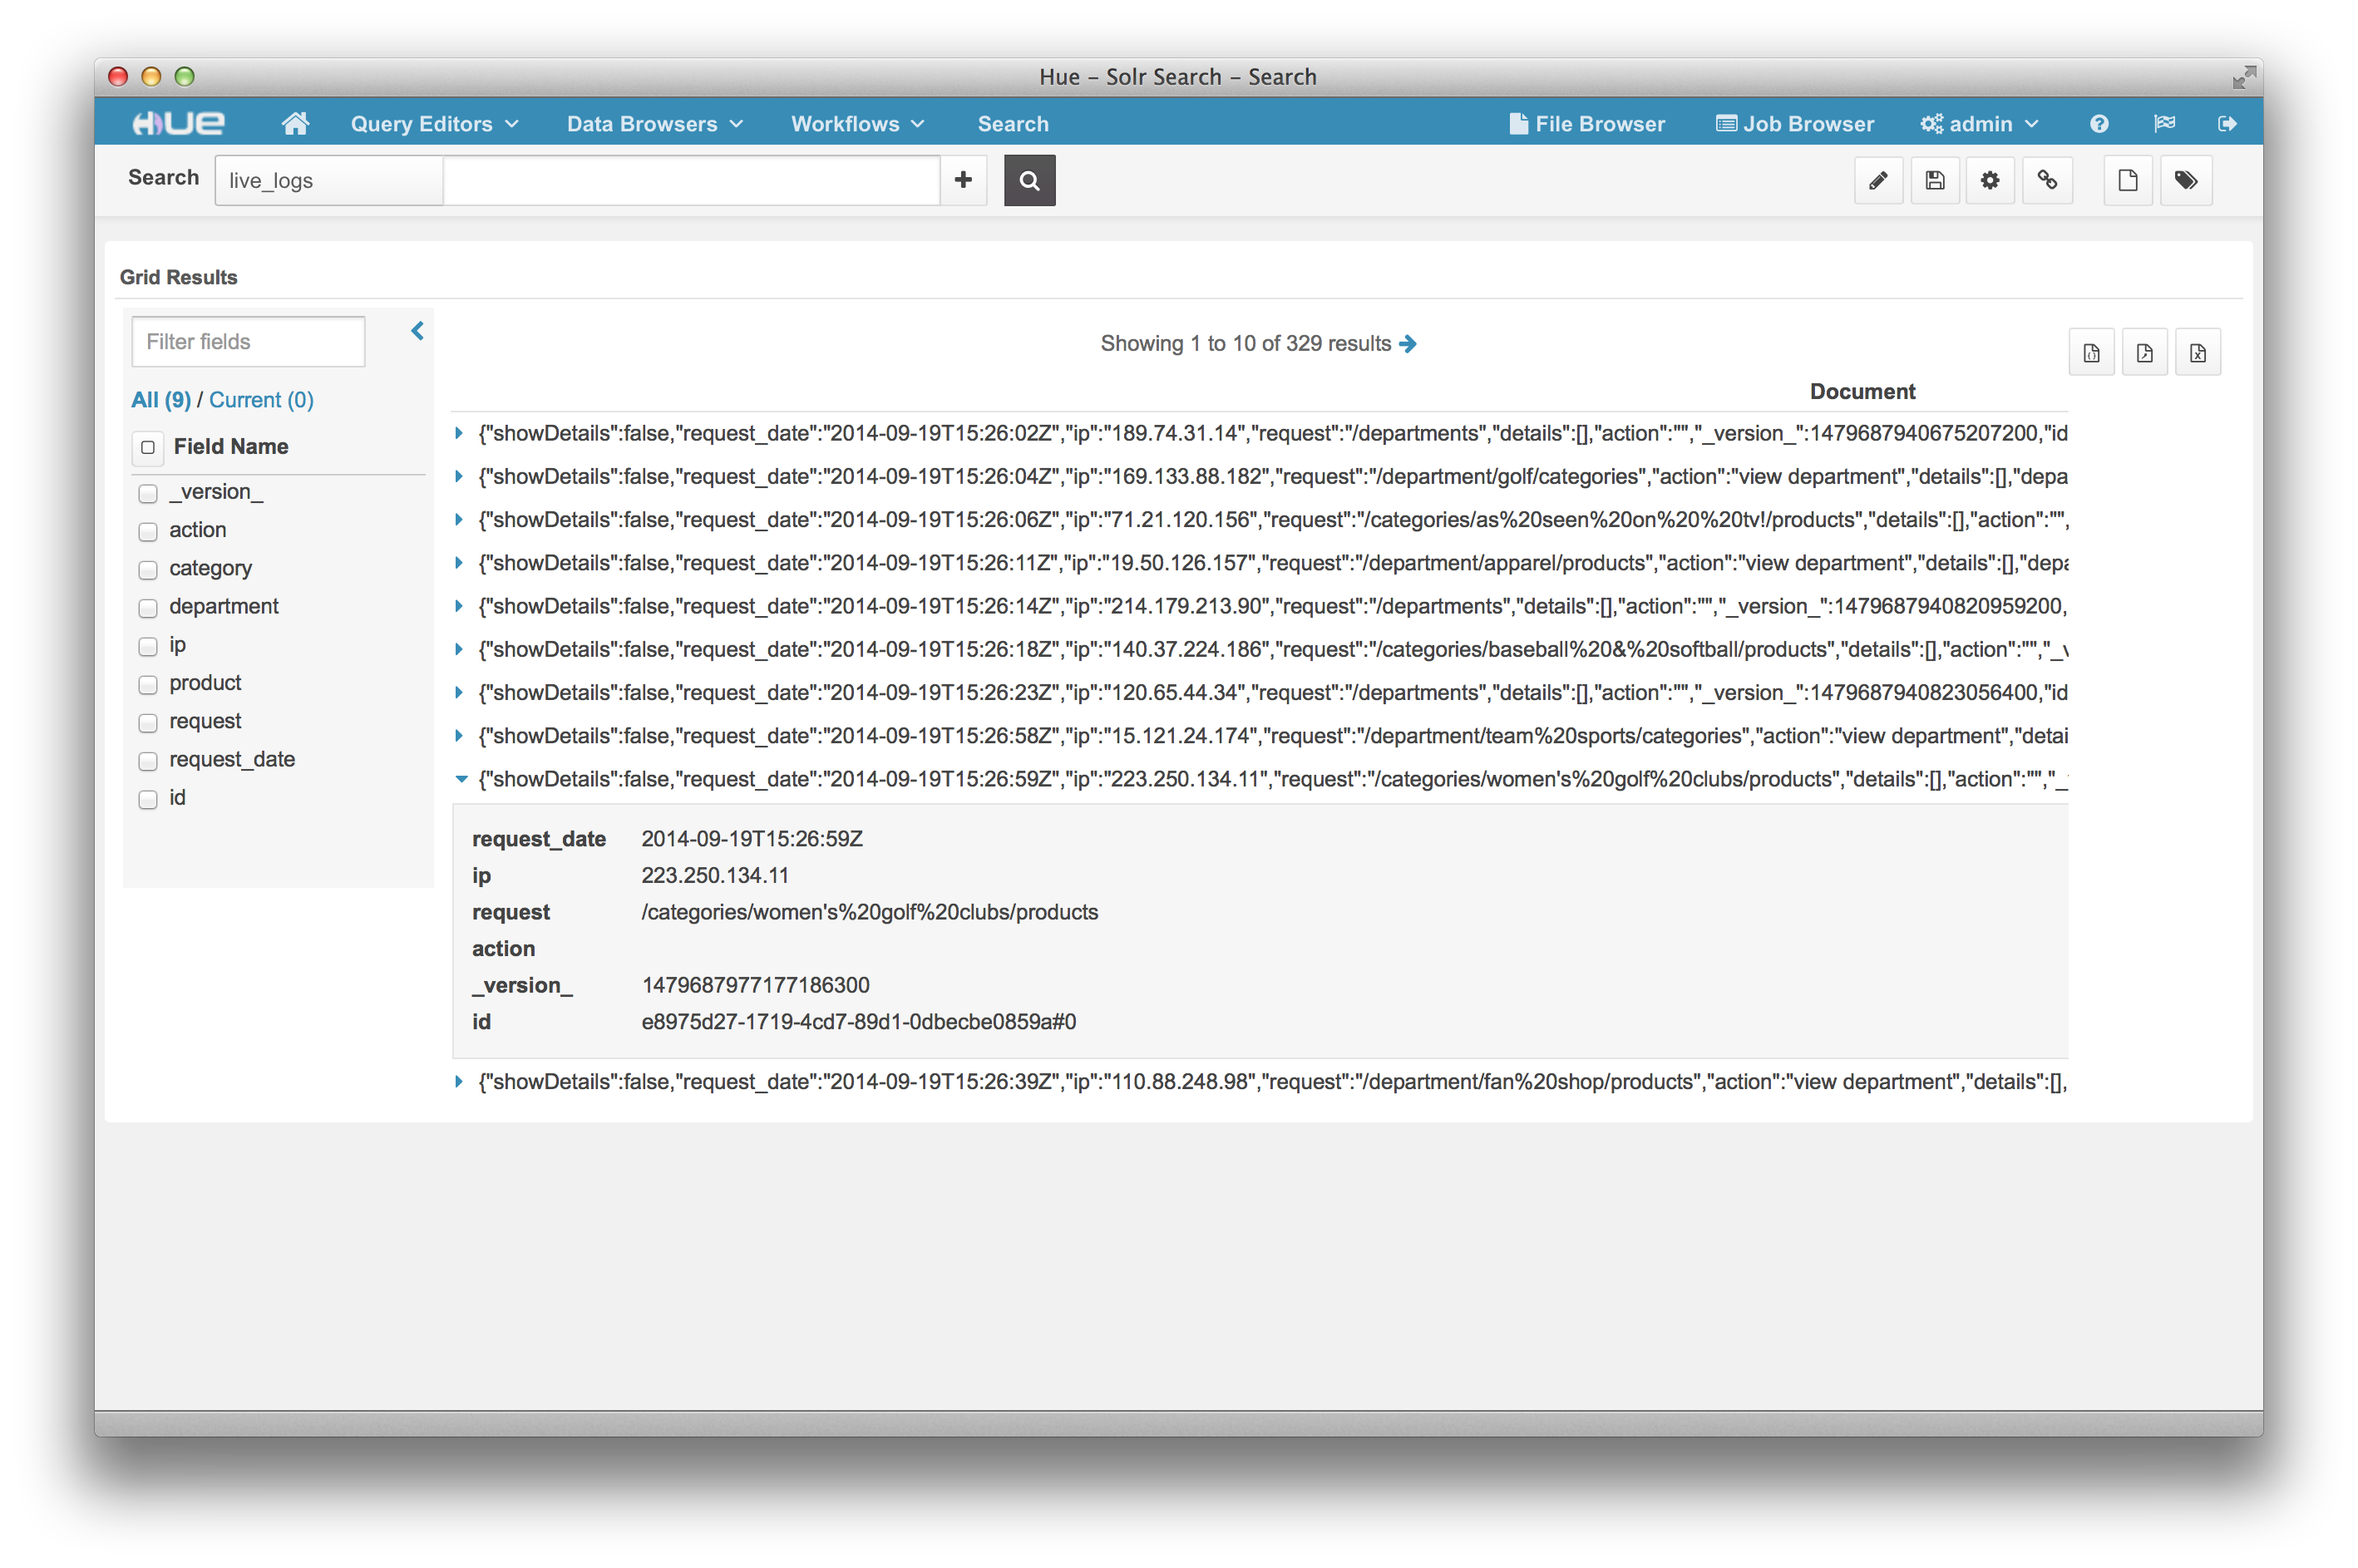 Hue – Solr Search – Search
HUE Query Editors Data Browsers Workflows Search File Browser Job Browser admin
Search live_logs
Grid Results
Filter fields
Showing 1 to 10 of 329 results
All (9) / Current (0)
Field Name
_version_
action
category
department
ip
product
request
request_date
id
Document
{"showDetails":false,"request_date":"2014-09-19T15:26:02Z","ip":"189.74.31.14","request":"/departments","details":[],"action":"","_version_":1479687940675207200,"id
{"showDetails":false,"request_date":"2014-09-19T15:26:04Z","ip":"169.133.88.182","request":"/department/golf/categories","action":"view department","details":[],"depa
{"showDetails":false,"request_date":"2014-09-19T15:26:06Z","ip":"71.21.120.156","request":"/categories/as%20seen%20on%20%20tv!/products","details":[],"action":"",
{"showDetails":false,"request_date":"2014-09-19T15:26:11Z","ip":"19.50.126.157","request":"/department/apparel/products","action":"view department","details":[],"depa
{"showDetails":false,"request_date":"2014-09-19T15:26:14Z","ip":"214.179.213.90","request":"/departments","details":[],"action":"","_version_":1479687940820959200,
{"showDetails":false,"request_date":"2014-09-19T15:26:18Z","ip":"140.37.224.186","request":"/categories/baseball%20&%20softball/products","details":[],"action":"","_v
{"showDetails":false,"request_date":"2014-09-19T15:26:23Z","ip":"120.65.44.34","request":"/departments","details":[],"action":"","_version_":1479687940823056400,"id
{"showDetails":false,"request_date":"2014-09-19T15:26:58Z","ip":"15.121.24.174","request":"/department/team%20sports/categories","action":"view department","detai
{"showDetails":false,"request_date":"2014-09-19T15:26:59Z","ip":"223.250.134.11","request":"/categories/women's%20golf%20clubs/products","details":[],"action":"","_
request_date 2014-09-19T15:26:59Z
ip 223.250.134.11
request /categories/women's%20golf%20clubs/products
action
_version_ 1479687977177186300
id e8975d27-1719-4cd7-89d1-0dbecbe0859a#0
{"showDetails":false,"request_date":"2014-09-19T15:26:39Z","ip":"110.88.248.98","request":"/department/fan%20shop/products","action":"view department","details":[],